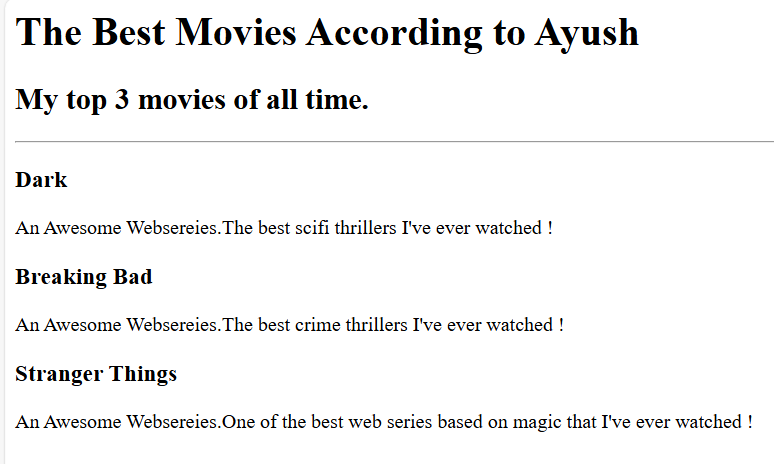 The Best Movies According to Ayush
My top 3 movies of all time.
Dark
An Awesome Websereies.The best scifi thrillers I've ever watched !
Breaking Bad
An Awesome Websereies.The best crime thrillers I've ever watched !
Stranger Things
An Awesome Websereies.One of the best web series based on magic that I've ever watched !